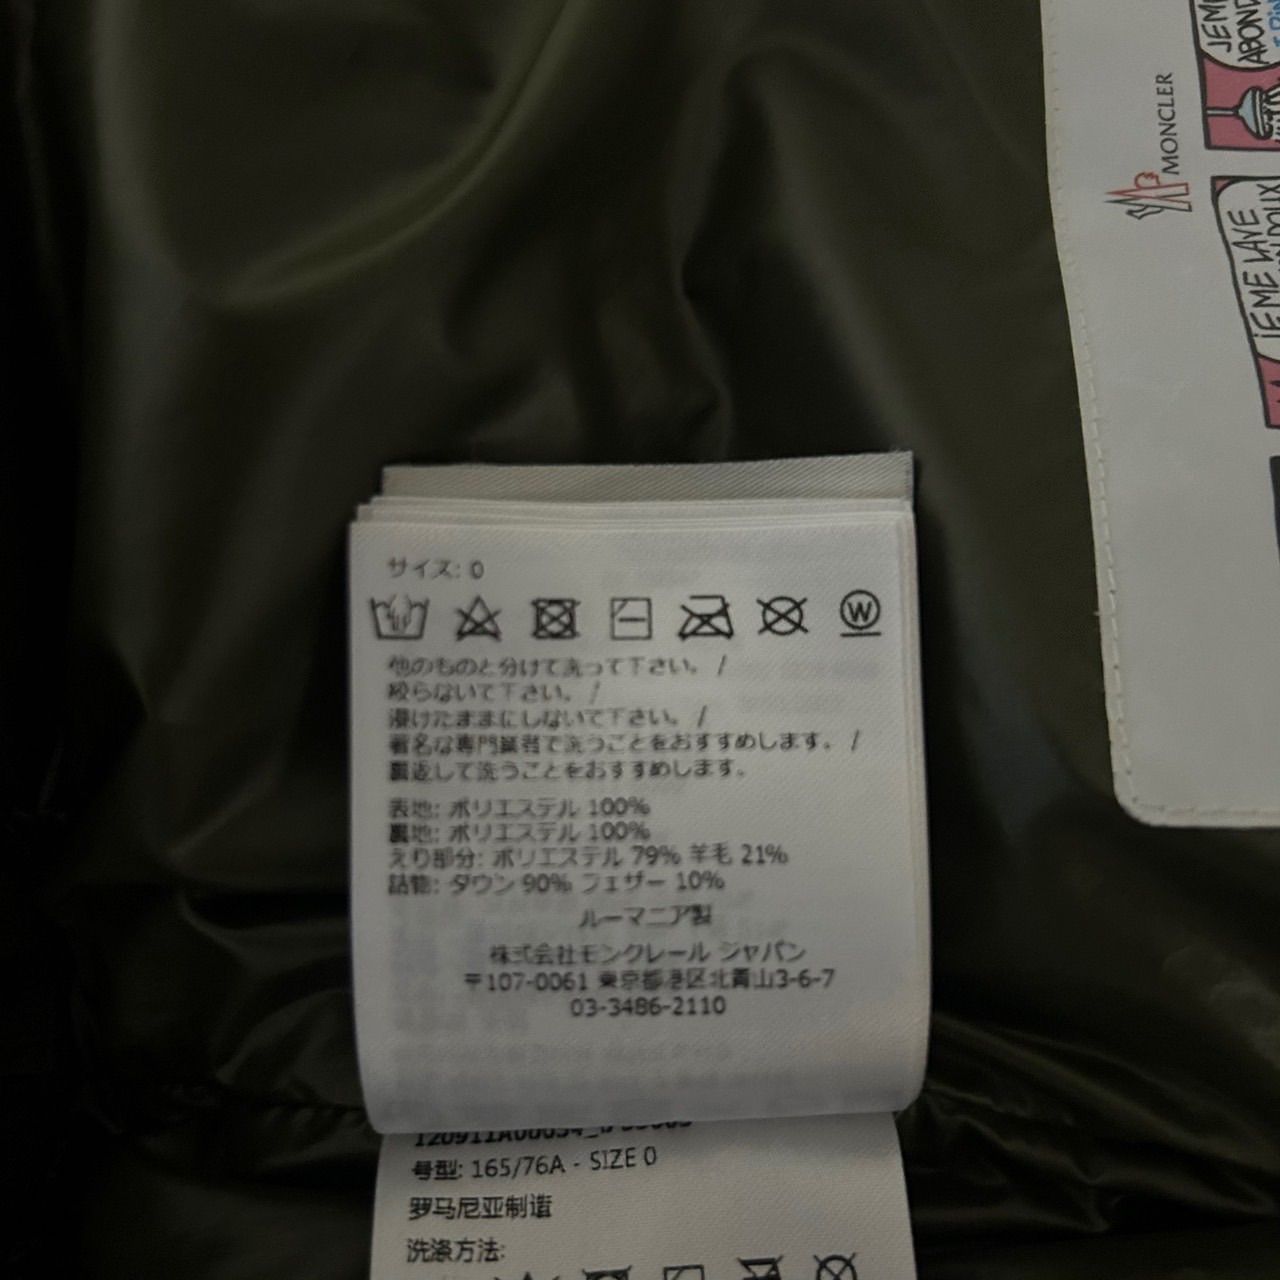 MONCLER
JE ME LAVE
サイズ: 0
W
他のものと分けて洗って下さい。 /
絞らないで下さい。 /
浸けたままにしないで下さい。 /
著名な専門業者で洗うことをおすすめします。 /
裏返して洗うことをおすすめします。
表地: ポリエステル 100%
裏地: ポリエステル 100%
えり部分: ポリエステル 79% 羊毛 21%
詰物: ダウン 90% フェザー 10%
ルーマニア製
株式会社モンクレール ジャパン
〒107-0061 東京都港区北青山3-6-7
03-3486-2110
号型: 165/76A - SIZE 0
罗马尼亚制造
洗涤方法: